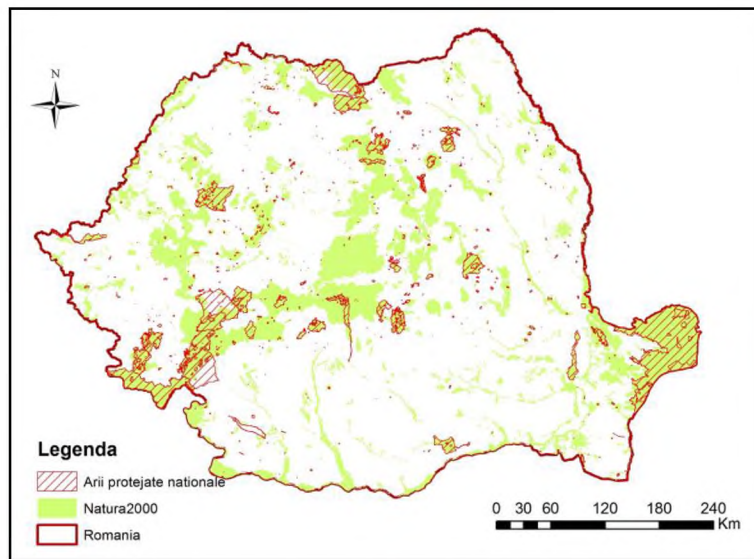 N
Legenda
Arii protejate nationale
Natura2000
Romania
0 30 60 120 180 240
Km